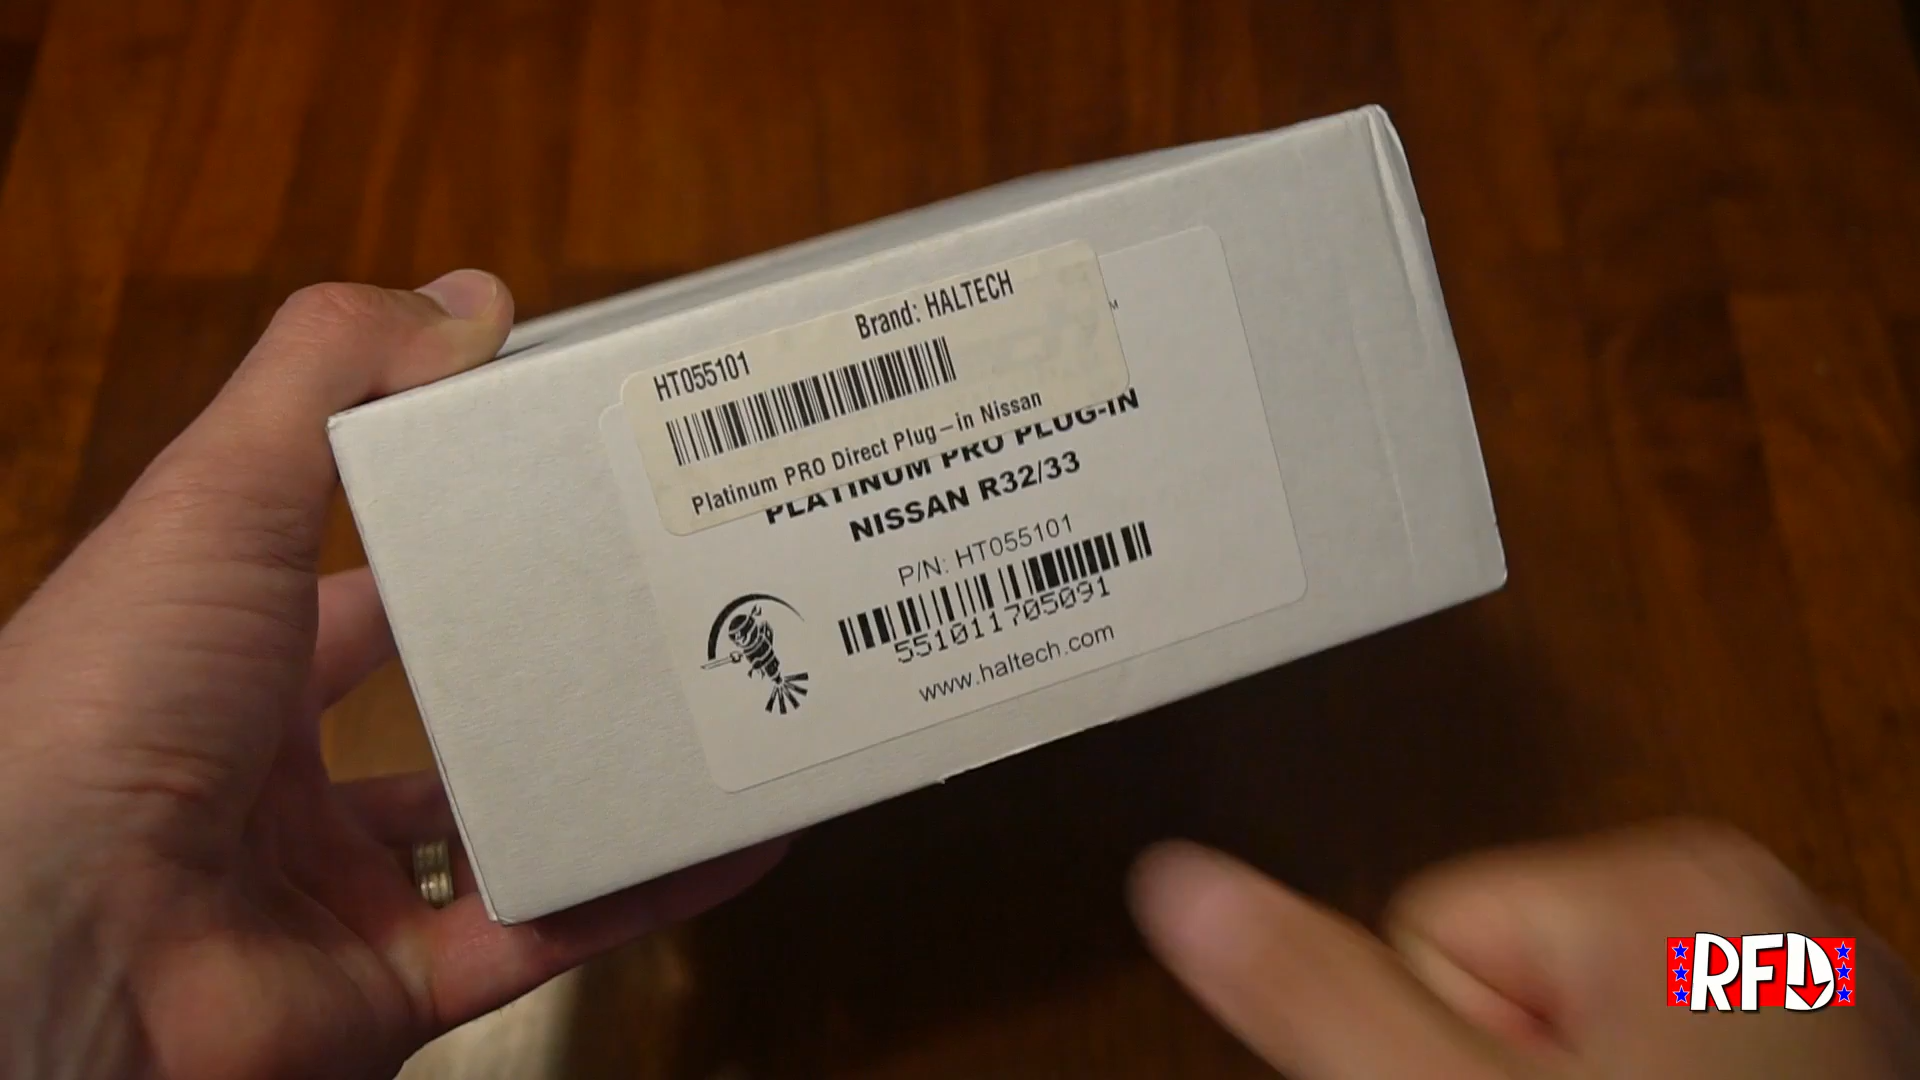 Brand: HALTECH
HT055101
Platinum PRO Direct Plug-in Nissan
™
PLATINUM PRO PLUG-IN
NISSAN R32/33
P/N: HT055101
551011705091
www.haltech.com
RFD